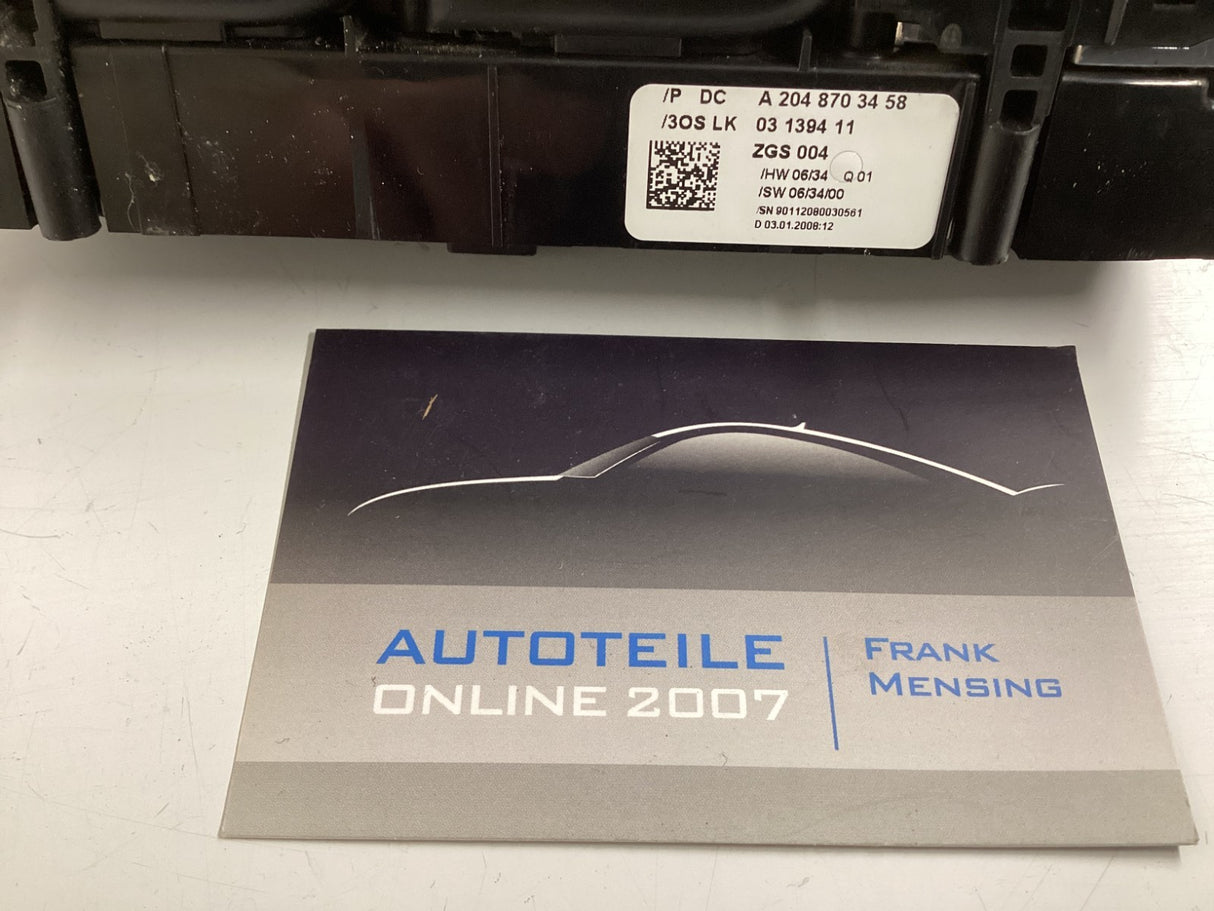 /P DC A 204 870 34 58
/3OS LK 03 1394 11
ZGS 004
/HW 06/34 Q 01
/SW 06/34/00
/SN 90112080030561
D 03.01.2008:12
AUTOTEILE
ONLINE 2007
FRANK
MENSING